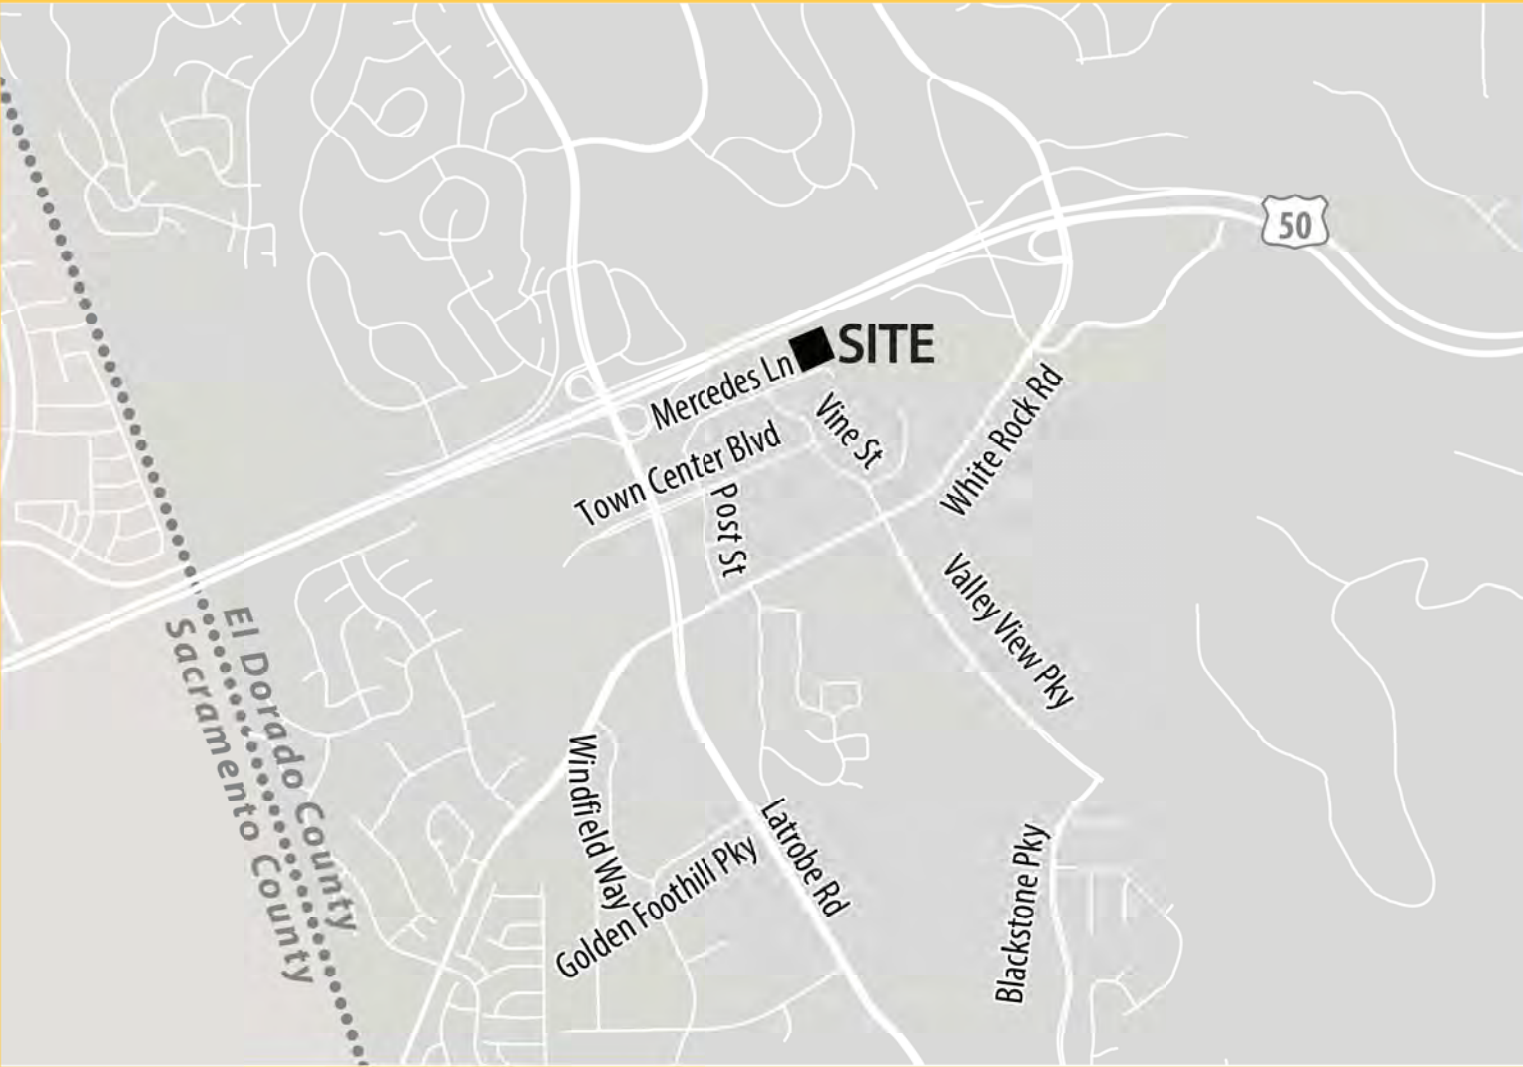 50
SITE
Mercedes Ln
Vine St
White Rock Rd
Town Center Blvd
Post St
Valley View Pky
El Dorado County
Sacramento County
Windfield Way
Latrobe Rd
Golden Foothill Pky
Blackstone Pky